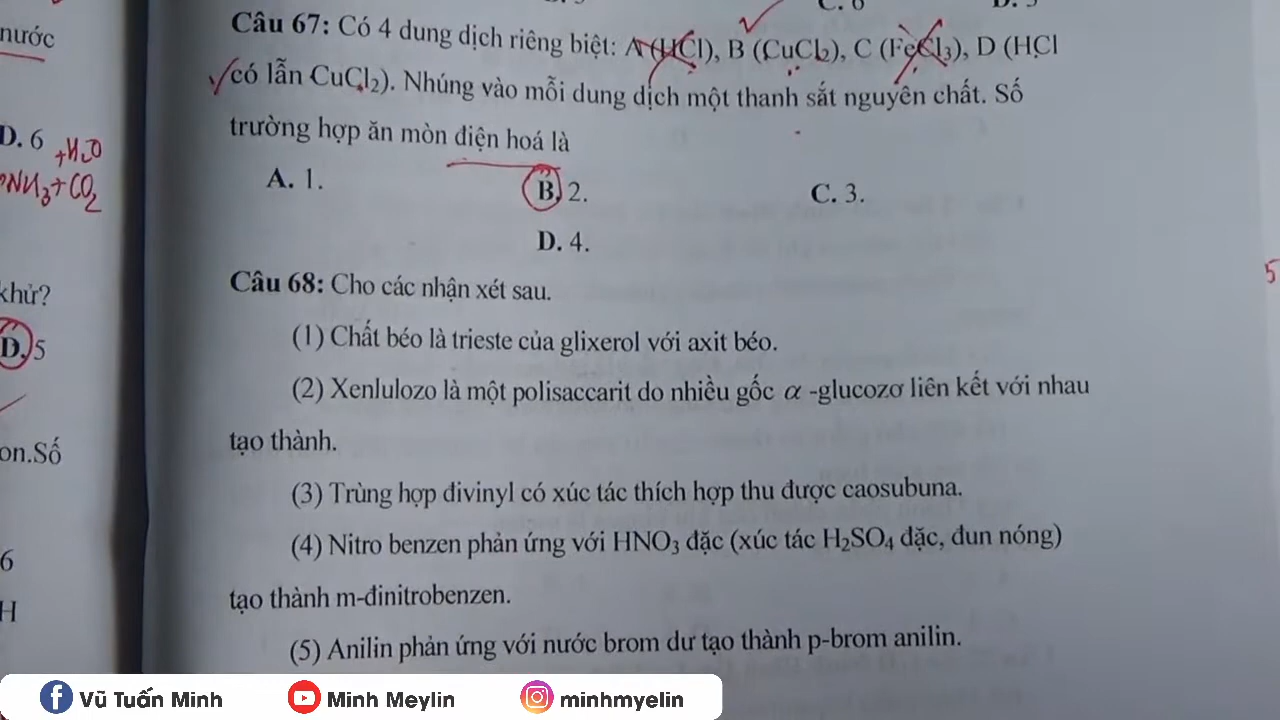 C. 6
Câu 67: Có 4 dung dịch riêng biệt: A (HCl), B (CuCl₂), C (FeCl₃), D (HCl
có lẫn CuCl₂). Nhúng vào mỗi dung dịch một thanh sắt nguyên chất. Số
trường hợp ăn mòn điện hoá là
A. 1.
B. 2.
C. 3.
D. 4.
Câu 68: Cho các nhận xét sau.
(1) Chất béo là trieste của glixerol với axit béo.
(2) Xenlulozo là một polisaccarit do nhiều gốc α -glucozơ liên kết với nhau
tạo thành.
(3) Trùng hợp đivinyl có xúc tác thích hợp thu được caosubuna.
(4) Nitro benzen phản ứng với HNO₃ đặc (xúc tác H₂SO₄ đặc, đun nóng)
tạo thành m-đinitrobenzen.
(5) Anilin phản ứng với nước brom dư tạo thành p-brom anilin.
nước
D. 6
+H₂O
NH₃+CO₂
khử?
D. 5
on.Số
6
H
5
Vũ Tuấn Minh
Minh Meylin
minhmyelin